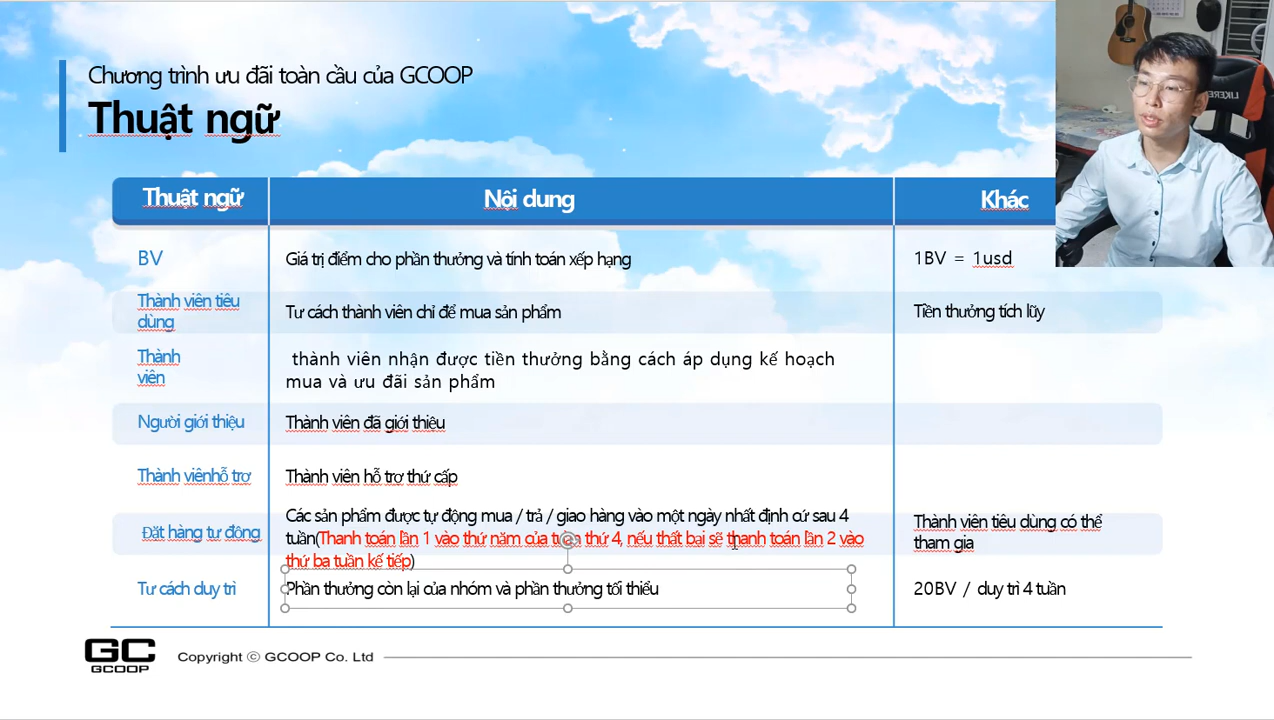 Chương trình ưu đãi toàn cầu của GCOOP
Thuật ngữ
Thuật ngữ
Nội dung
Khác
BV
Giá trị điểm cho phần thưởng và tính toán xếp hạng
1BV = 1usd
Thành viên tiêu
dùng
Tư cách thành viên chỉ để mua sản phẩm
Tiền thưởng tích lũy
Thành
viên
thành viên nhận được tiền thưởng bằng cách áp dụng kế hoạch
mua và ưu đãi sản phẩm
Người giới thiệu
Thành viên đã giới thiệu
Thành viênhỗ trợ
Thành viên hỗ trợ thứ cấp
Đặt hàng tự động
Các sản phẩm được tự động mua / trả / giao hàng vào một ngày nhất định cứ sau 4
tuần(Thanh toán lần 1 vào thứ năm của tuần thứ 4, nếu thất bại sẽ thanh toán lần 2 vào
thứ ba tuần kế tiếp)
Thành viên tiêu dùng có thể
tham gia
Tư cách duy trì
Phần thưởng còn lại của nhóm và phần thưởng tối thiểu
20BV / duy trì 4 tuần
GC
GCOOP
Copyright © GCOOP Co. Ltd